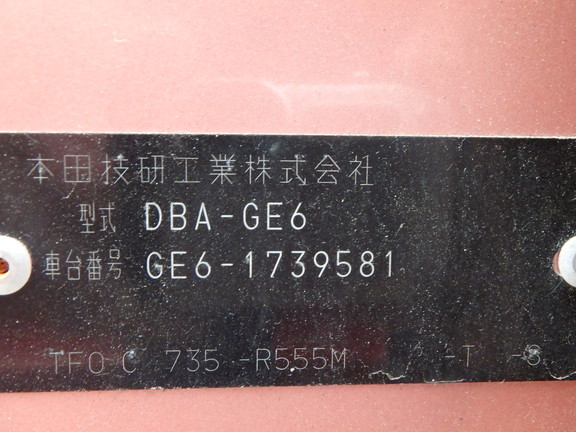 本田技研工業株式会社
型式 DBA-GE6
車台番号 GE6-1739581
TFO C 735 -R555M -T -S